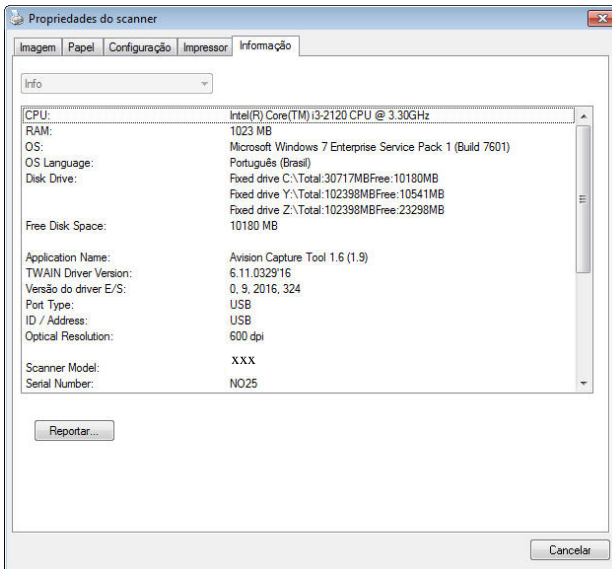 Propriedades do scanner
Imagem Papel Configuração Impressor Informação
Info
CPU: Intel(R) Core(TM) i3-2120 CPU @ 3.30GHz
RAM: 1023 MB
OS: Microsoft Windows 7 Enterprise Service Pack 1 (Build 7601)
OS Language: Português (Brasil)
Disk Drive: Fixed drive C:\Total:30717MBFree:10180MB
Fixed drive Y:\Total:102398MBFree:10541MB
Fixed drive Z:\Total:102398MBFree:23298MB
Free Disk Space: 10180 MB
Application Name: Avision Capture Tool 1.6 (1.9)
TWAIN Driver Version: 6.11.0329'16
Versão do driver E/S: 0, 9, 2016, 324
Port Type: USB
ID / Address: USB
Optical Resolution: 600 dpi
Scanner Model: xxx
Serial Number: NO25
Reportar...
Cancelar